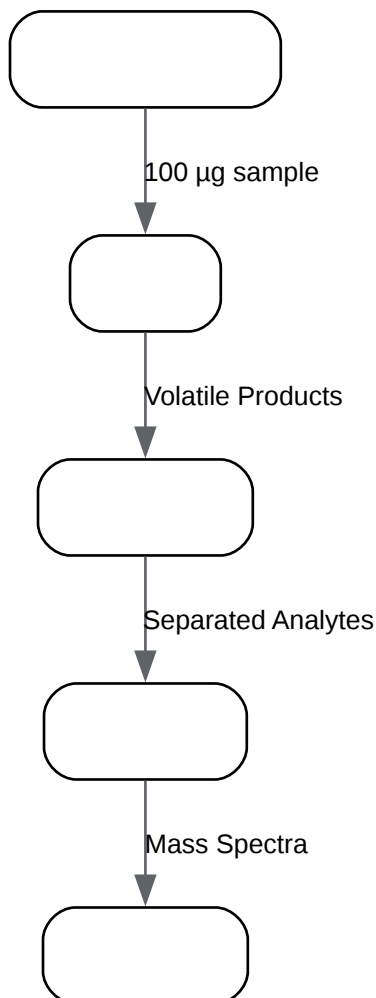 100 µg sample
Volatile Products
Separated Analytes
Mass Spectra